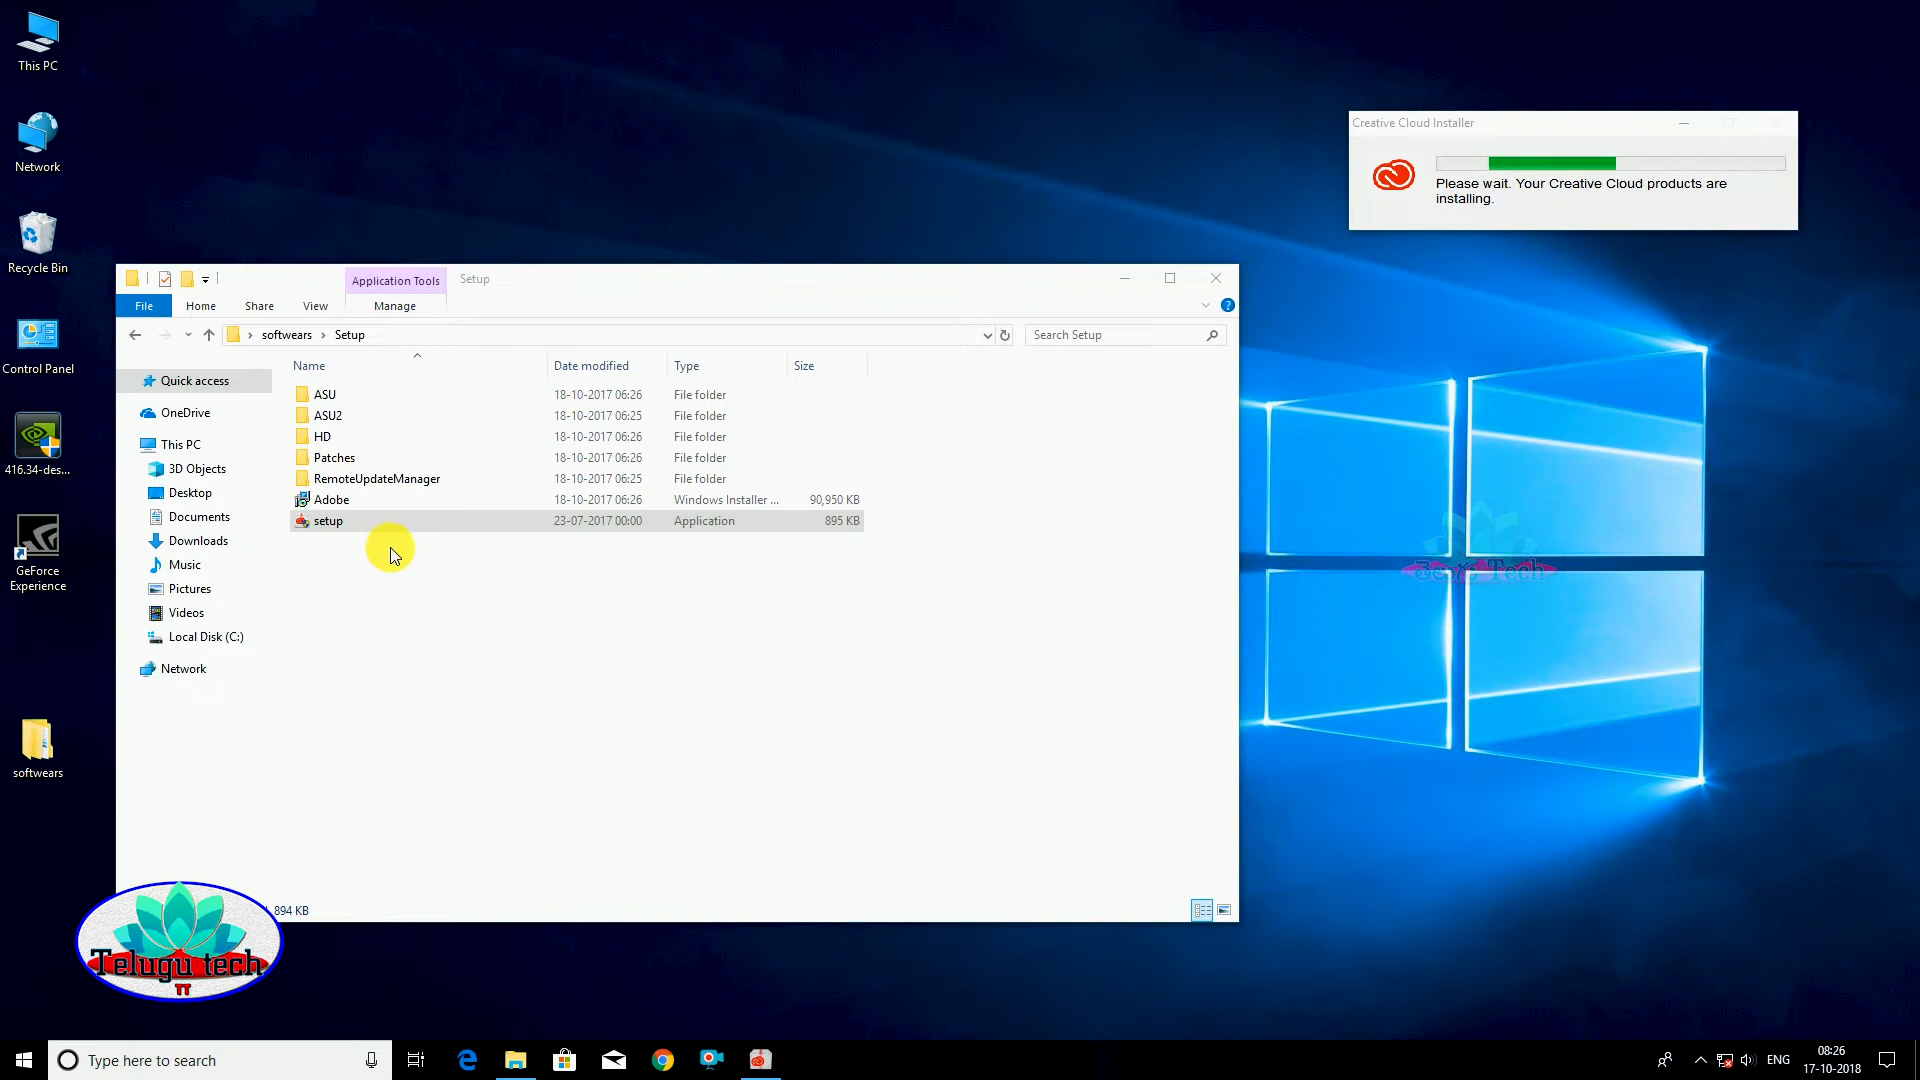 This PC
Network
Recycle Bin
Control Panel
416.34-des...
GeForce
Experience
softwears
Creative Cloud Installer
Please wait. Your Creative Cloud products are
installing.
Application Tools
Setup
File
Home
Share
View
Manage
softwears
Setup
Search Setup
Quick access
OneDrive
This PC
3D Objects
Desktop
Documents
Downloads
Music
Pictures
Videos
Local Disk (C:)
Network
Name Date modified Type Size
ASU 18-10-2017 06:26 File folder
ASU2 18-10-2017 06:25 File folder
HD 18-10-2017 06:26 File folder
Patches 18-10-2017 06:26 File folder
RemoteUpdateManager 18-10-2017 06:25 File folder
Adobe 18-10-2017 06:26 Windows Installer ... 90,950 KB
setup 23-07-2017 00:00 Application 895 KB
894 KB
Telugu tech
TT
Type here to search
ENG
08:26
17-10-2018